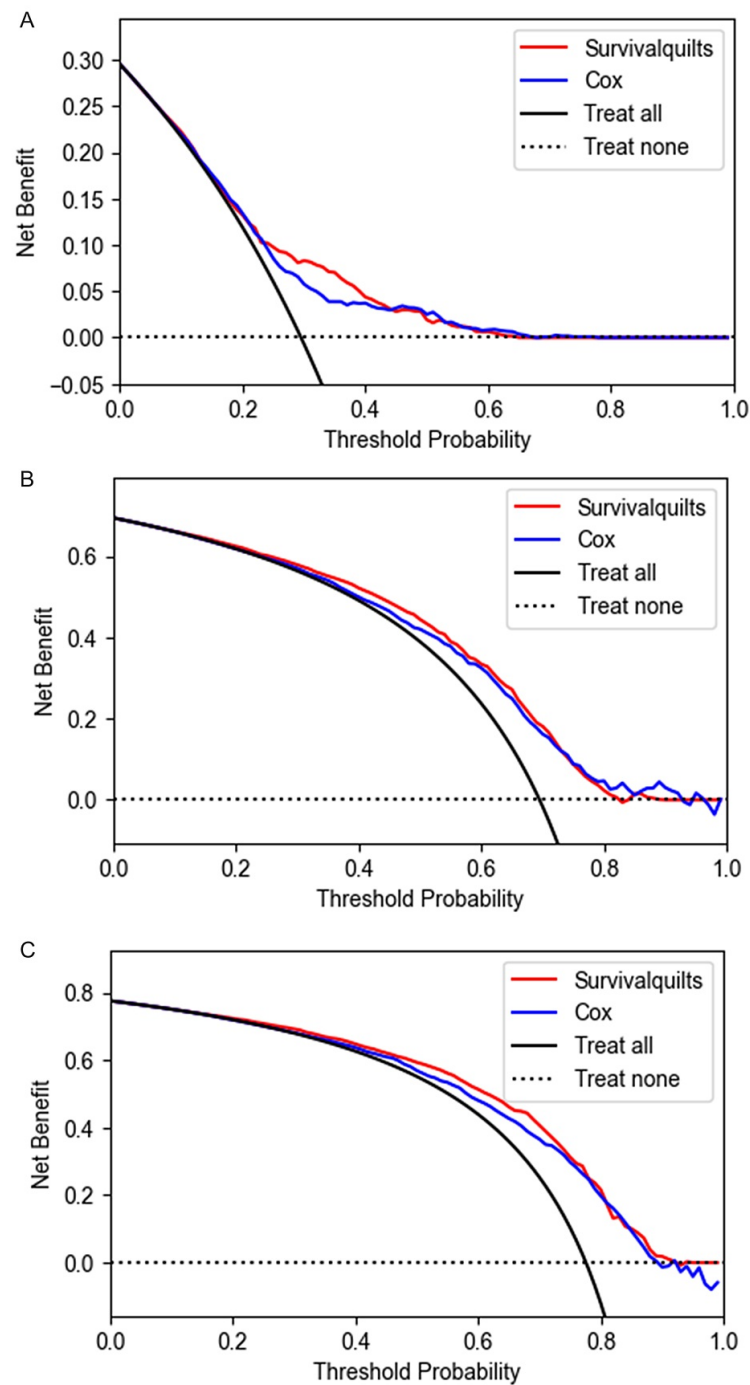 A
Survivalquilts
Cox
Treat all
Treat none
Net Benefit
0.30
0.25
0.20
0.15
0.10
0.05
0.00
−0.05
0.0 0.2 0.4 0.6 0.8 1.0
Threshold Probability
B
Survivalquilts
Cox
Treat all
Treat none
Net Benefit
0.6
0.4
0.2
0.0
0.0 0.2 0.4 0.6 0.8 1.0
Threshold Probability
C
Survivalquilts
Cox
Treat all
Treat none
Net Benefit
0.8
0.6
0.4
0.2
0.0
0.0 0.2 0.4 0.6 0.8 1.0
Threshold Probability